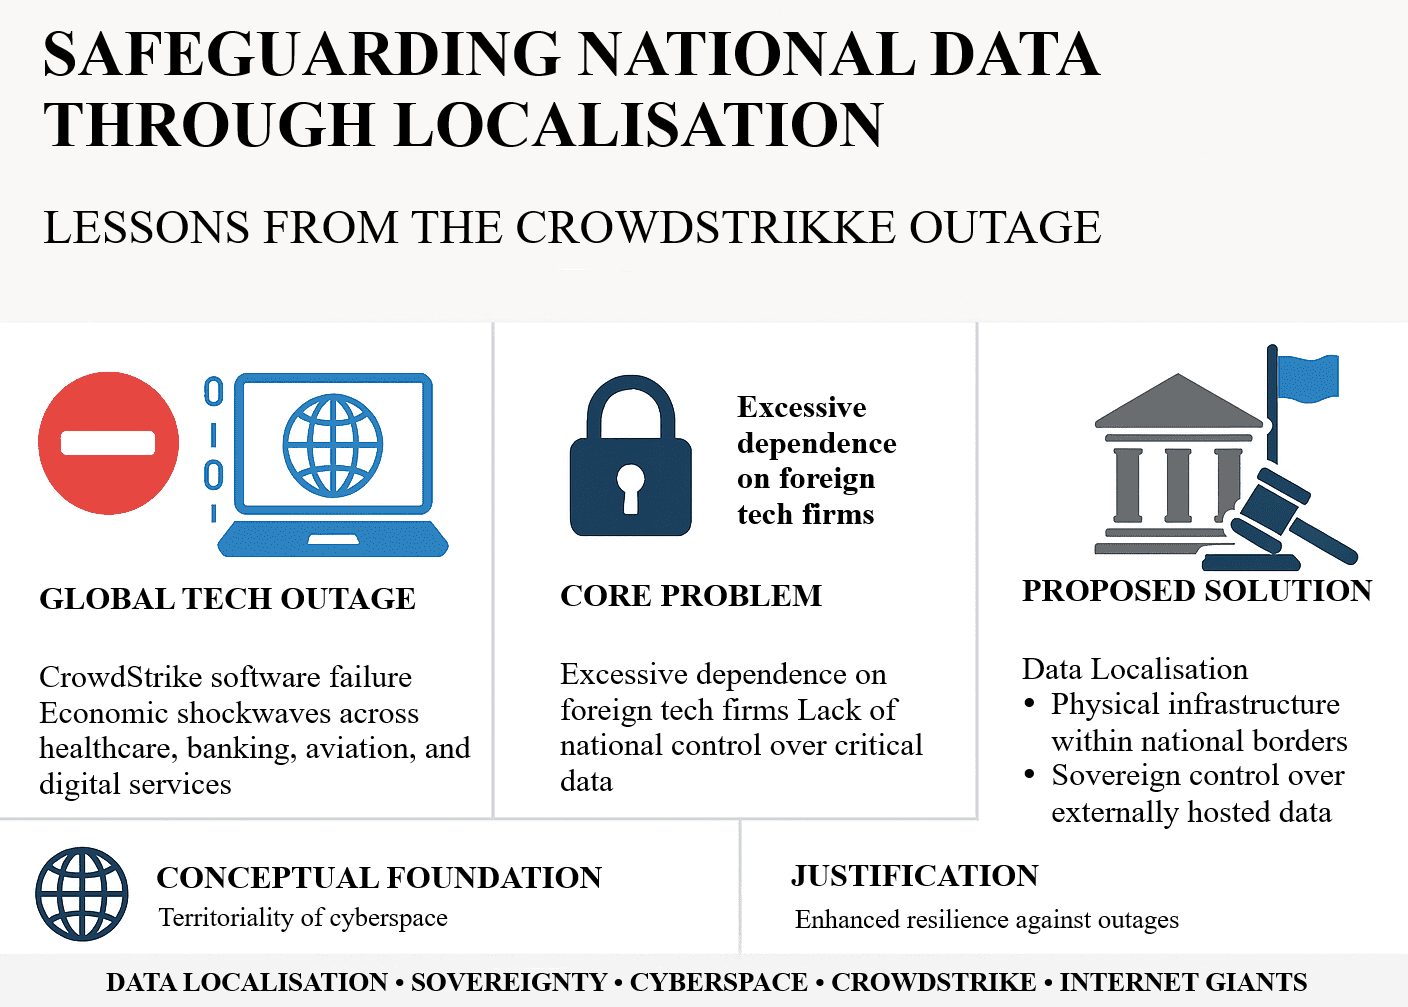 SAFEGUARDING NATIONAL DATA
THROUGH LOCALISATION
LESSONS FROM THE CROWDSTRIKKE OUTAGE
GLOBAL TECH OUTAGE
CrowdStrike software failure
Economic shockwaves across
healthcare, banking, aviation, and
digital services
Excessive
dependence
on foreign
tech firms
CORE PROBLEM
Excessive dependence on
foreign tech firms Lack of
national control over critical
data
PROPOSED SOLUTION
Data Localisation
• Physical infrastructure
within national borders
• Sovereign control over
externally hosted data
CONCEPTUAL FOUNDATION
Territoriality of cyberspace
JUSTIFICATION
Enhanced resilience against outages
DATA LOCALISATION • SOVEREIGNTY • CYBERSPACE • CROWDSTRIKE • INTERNET GIANTS